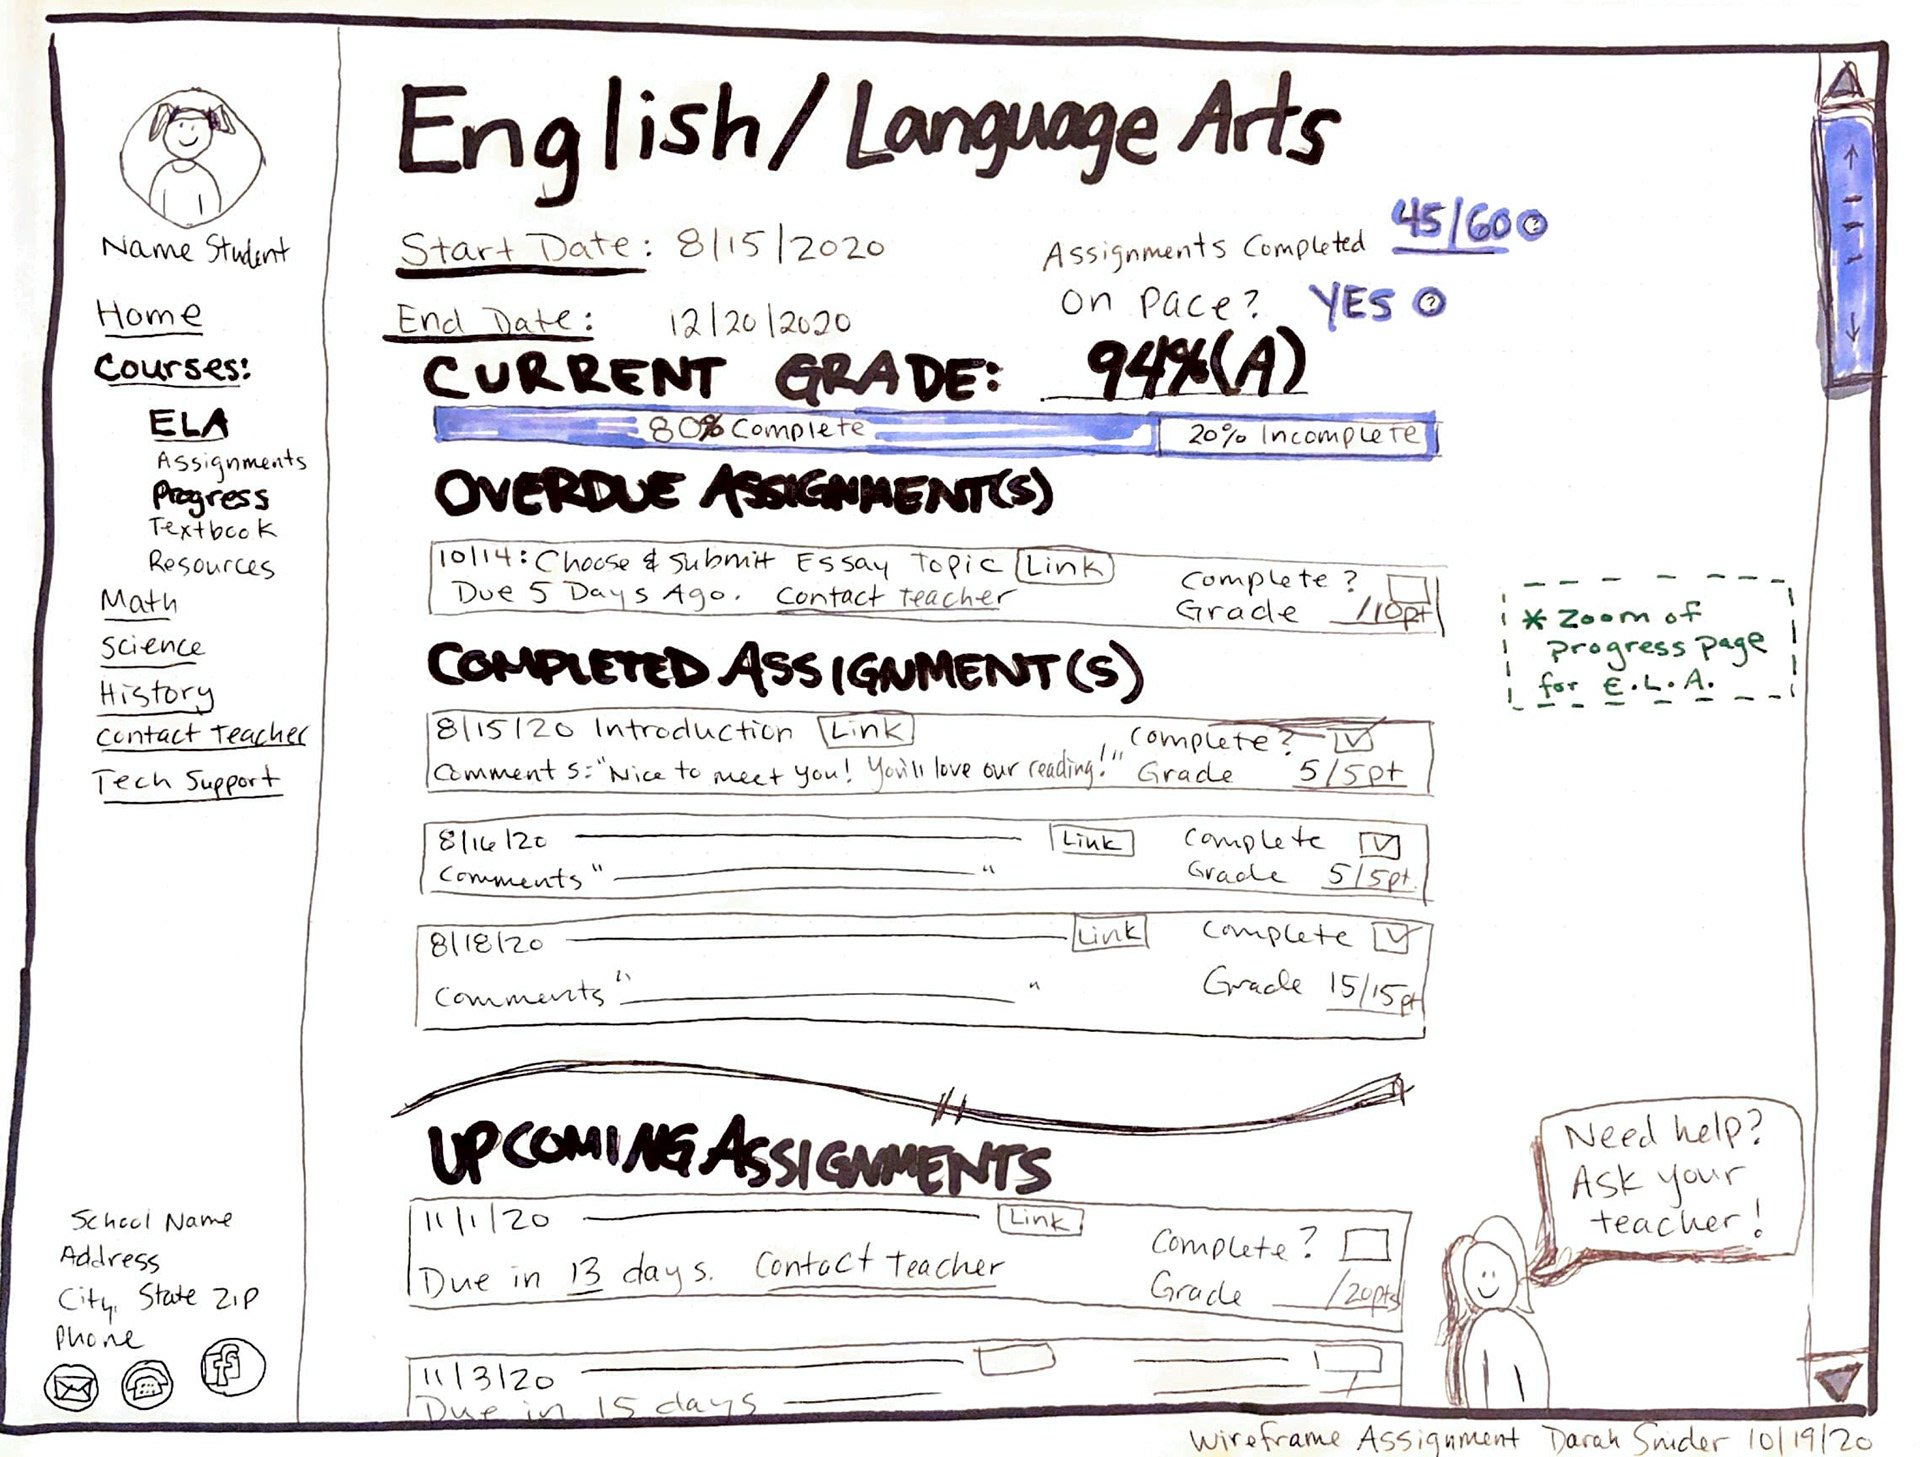 English/Language Arts
Name Student
Home
Courses:
ELA
Assignments
Progress
Textbook
Resources
Math
Science
History
Contact Teacher
Tech Support
School Name
Address
City, State ZIP
Phone
f
Start Date: 8/15/2020
End Date: 12/20/2020
Assignments Completed 45/60 ?
On Pace? YES ?
CURRENT GRADE: 94%(A)
80% Complete
20% Incomplete
OVERDUE ASSIGNMENT(S)
10/14: Choose & Submit Essay Topic Link
Due 5 Days Ago. Contact teacher
Complete?
Grade /10pt
COMPLETED ASSIGNMENT(S)
8/15/20 Introduction Link
Comments: "Nice to meet you! You'll love our reading!"
Complete?
Grade 5/5pt
8/16/20 Link
Comments " "
Complete
Grade 5/5pt.
8/18/20 Link
Comments " "
Complete
Grade 15/15pt
UPCOMING ASSIGNMENTS
11/1/20 Link
Due in 13 days. Contact Teacher
Complete?
Grade /20pts
11/3/20
Due in 15 days
* Zoom of
progress page
for E.L.A.
Need help?
Ask your
teacher!
Wireframe Assignment Darah Snider 10/19/20